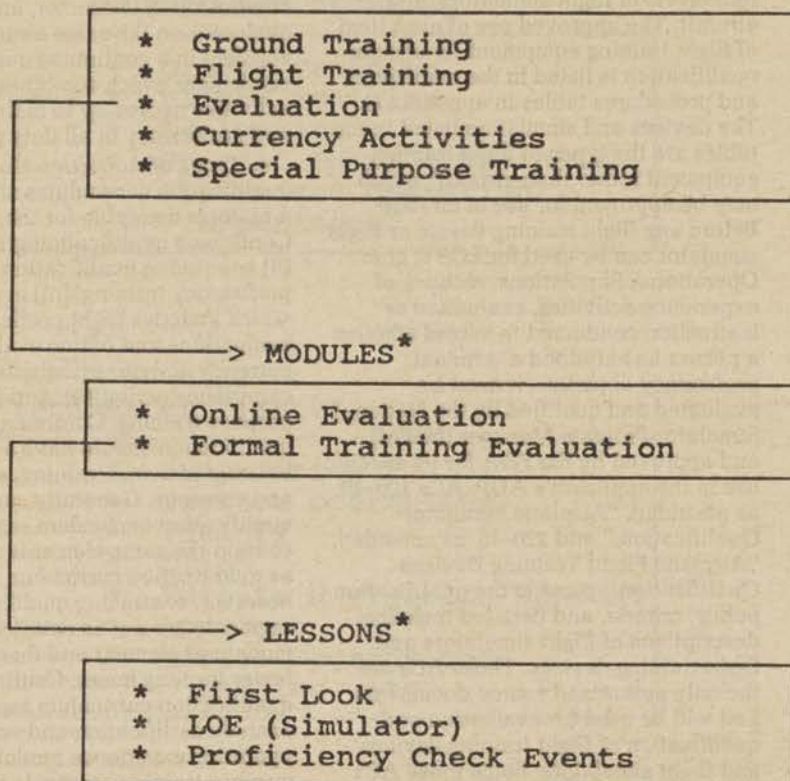 * Ground Training
* Flight Training
* Evaluation
* Currency Activities
* Special Purpose Training
-> MODULES*
* Online Evaluation
* Formal Training Evaluation
-> LESSONS*
* First Look
* LOE (Simulator)
* Proficiency Check Events